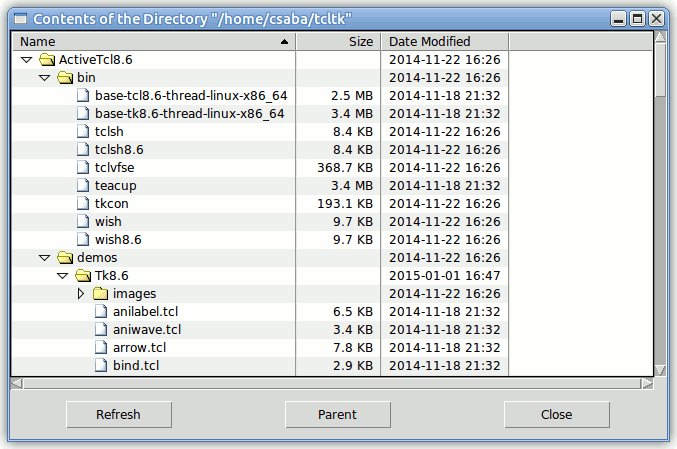 Contents of the Directory "/home/csaba/tcltk"
Name Size Date Modified
ActiveTcl8.6 2014-11-22 16:26
bin 2014-11-22 16:26
base-tcl8.6-thread-linux-x86_64 2.5 MB 2014-11-18 21:32
base-tk8.6-thread-linux-x86_64 3.4 MB 2014-11-18 21:32
tclsh 8.4 KB 2014-11-22 16:26
tclsh8.6 8.4 KB 2014-11-22 16:26
tclvfse 368.7 KB 2014-11-22 16:26
teacup 3.4 MB 2014-11-18 21:32
tkcon 193.1 KB 2014-11-22 16:26
wish 9.7 KB 2014-11-22 16:26
wish8.6 9.7 KB 2014-11-22 16:26
demos 2014-11-22 16:26
Tk8.6 2015-01-01 16:47
images 2014-11-22 16:26
anilabel.tcl 6.5 KB 2014-11-18 21:32
aniwave.tcl 3.4 KB 2014-11-18 21:32
arrow.tcl 7.8 KB 2014-11-18 21:32
bind.tcl 2.9 KB 2014-11-18 21:32
Refresh Parent Close